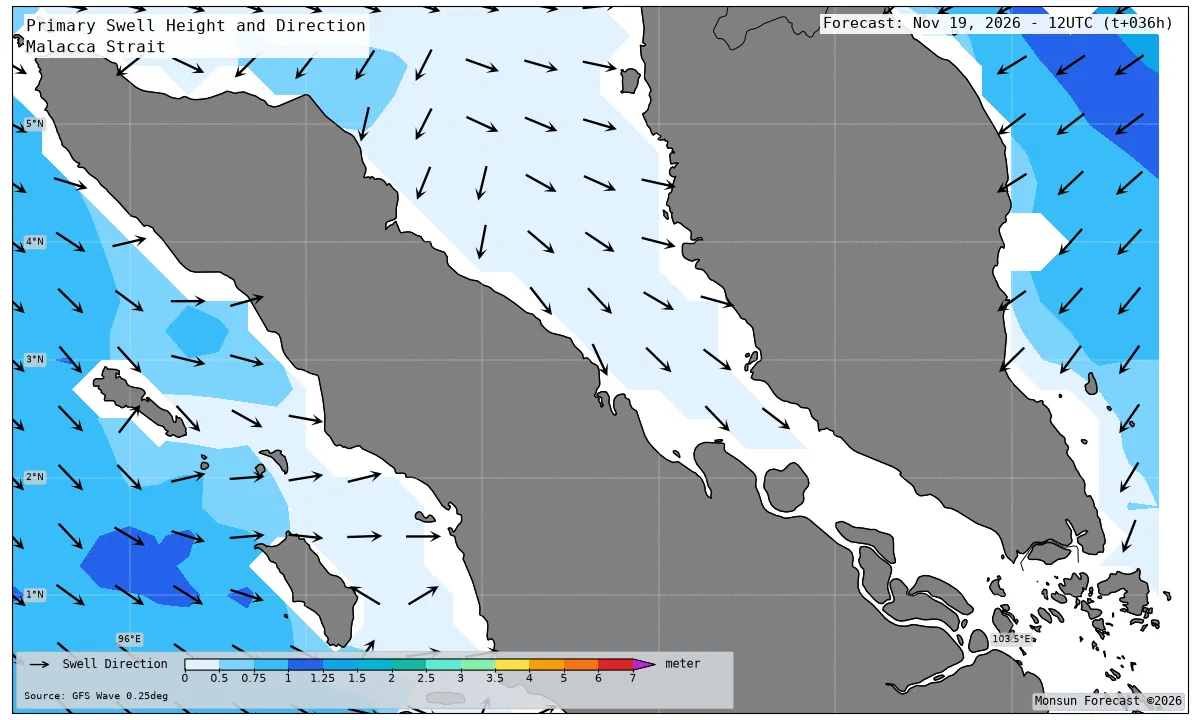 Primary Swell Height and Direction
Malacca Strait
Forecast: Nov 19, 2026 - 12UTC (t+036h)
5°N
4°N
3°N
2°N
1°N
96°E
103.5°E
Swell Direction
meter
0 0.5 0.75 1 1.25 1.5 2 2.5 3 3.5 4 5 6 7
Source: GFS Wave 0.25deg
Monsun Forecast ©2026